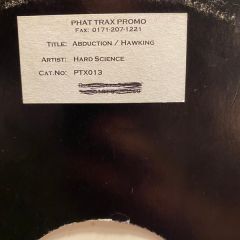 PHAT TRAX PROMO
FAX: 0171-207-1221
TITLE: ABDUCTION / HAWKING
ARTIST: HARD SCIENCE
CAT.NO: PTX013